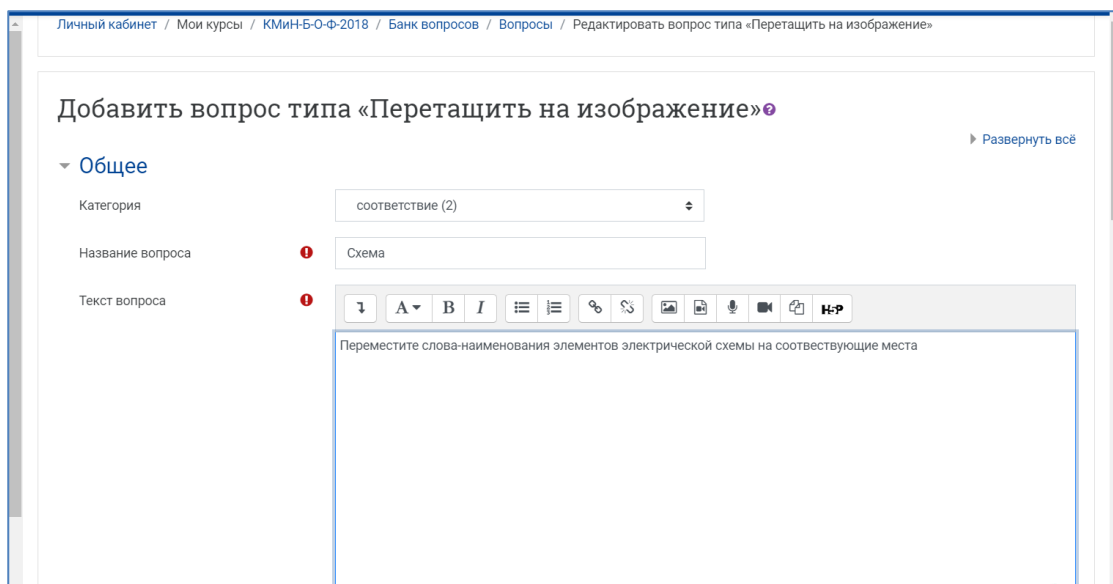 Личный кабинет / Мои курсы / КМиН-Б-О-Ф-2018 / Банк вопросов / Вопросы / Редактировать вопрос типа «Перетащить на изображение»
Добавить вопрос типа «Перетащить на изображение»
Развернуть всё
Общее
Категория соответствие (2)
Название вопроса Схема
Текст вопроса
A B I H-P
Переместите слова-наименования элементов электрической схемы на соотвествующие места